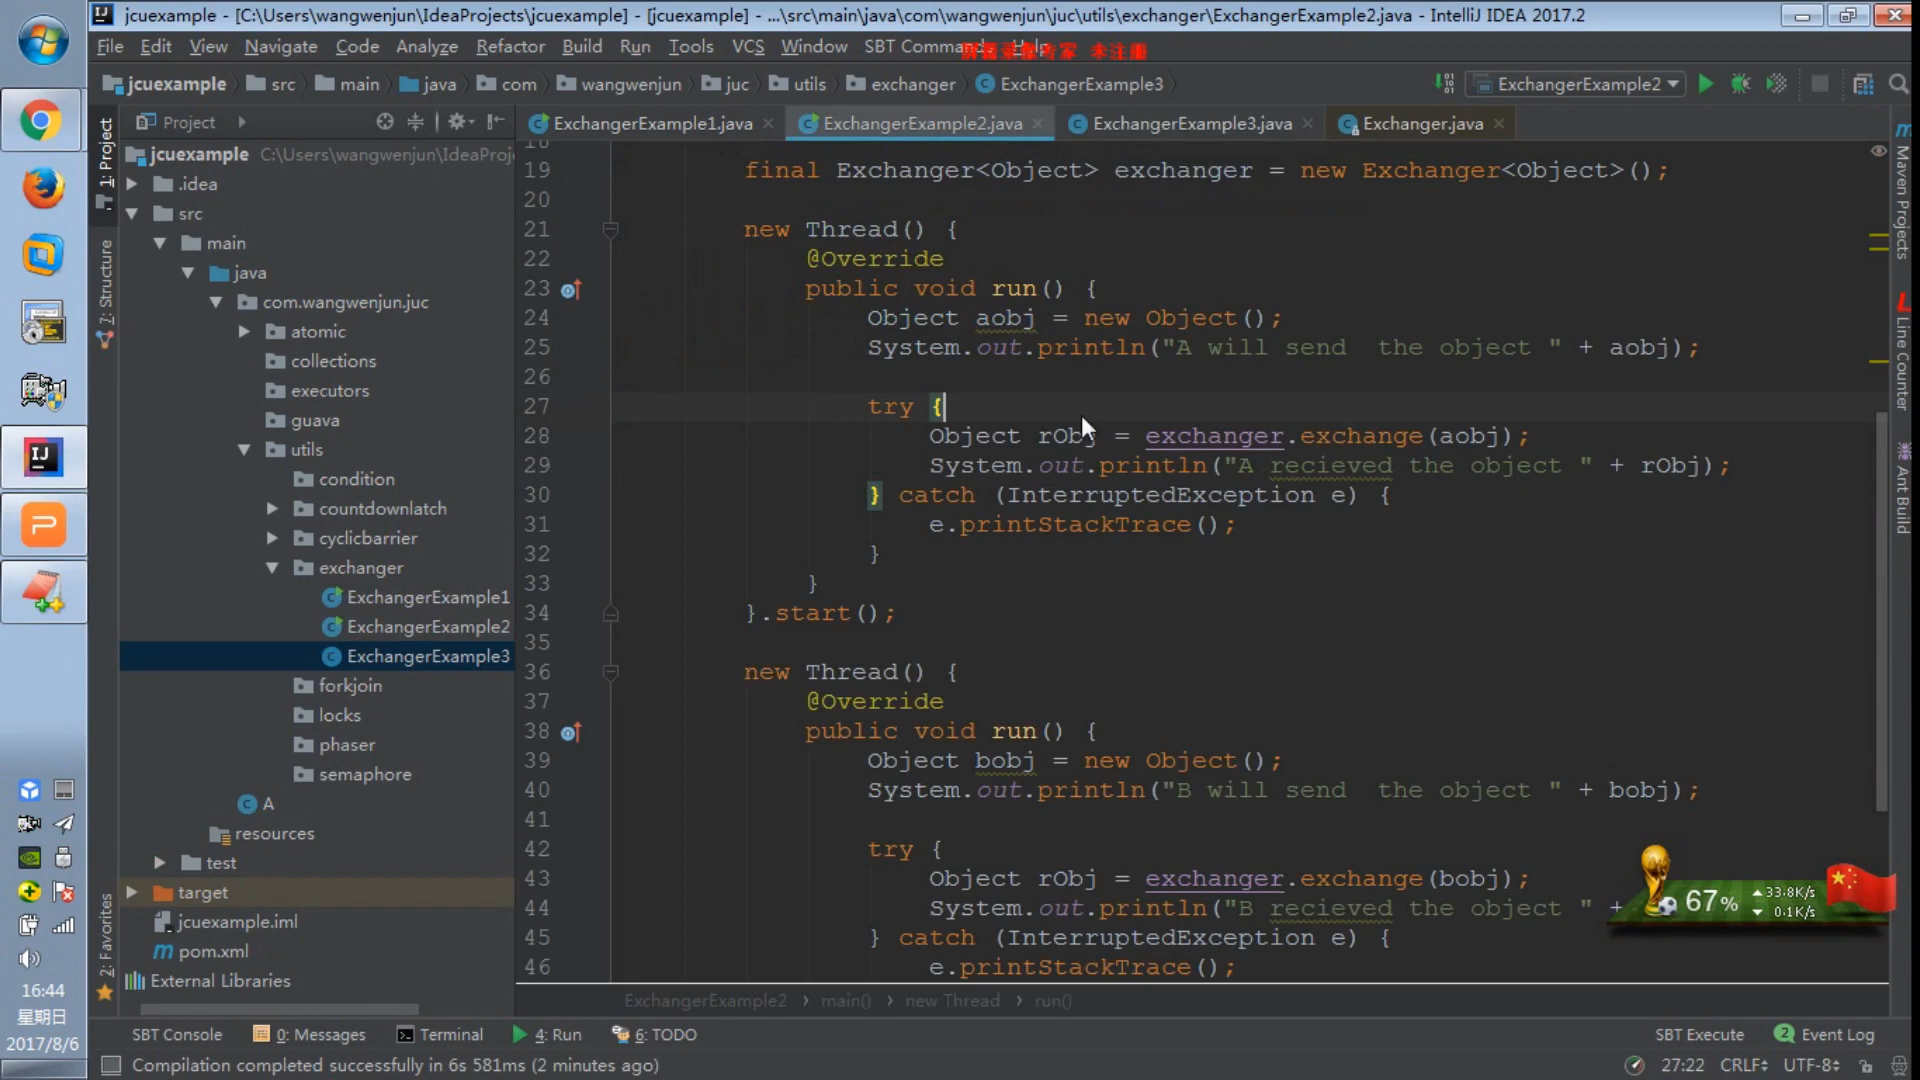 jcuexample - [C:\Users\wangwenjun\IdeaProjects\jcuexample] - [jcuexample] - ...\src\main\java\com\wangwenjun\juc\utils\exchanger\ExchangerExample2.java - IntelliJ IDEA 2017.2
File Edit View Navigate Code Analyze Refactor Build Run Tools VCS Window SBT Command Help
屏幕录像专家 未注册
jcuexample src main java com wangwenjun juc utils exchanger ExchangerExample3
ExchangerExample2
Project
ExchangerExample1.java ExchangerExample2.java ExchangerExample3.java Exchanger.java
1: Project
7: Structure
2: Favorites
jcuexample C:\Users\wangwenjun\IdeaProj
.idea
src
main
java
com.wangwenjun.juc
atomic
collections
executors
guava
utils
condition
countdownlatch
cyclicbarrier
exchanger
ExchangerExample1
ExchangerExample2
ExchangerExample3
forkjoin
locks
phaser
semaphore
A
resources
test
target
jcuexample.iml
pom.xml
External Libraries
18
19 final Exchanger<Object> exchanger = new Exchanger<Object>();
20
21 new Thread() {
22 @Override
23 public void run() {
24 Object aobj = new Object();
25 System.out.println("A will send  the object " + aobj);
26
27 try {
28 Object rObj = exchanger.exchange(aobj);
29 System.out.println("A recieved the object " + rObj);
30 } catch (InterruptedException e) {
31 e.printStackTrace();
32 }
33 }
34 }.start();
35
36 new Thread() {
37 @Override
38 public void run() {
39 Object bobj = new Object();
40 System.out.println("B will send  the object " + bobj);
41
42 try {
43 Object rObj = exchanger.exchange(bobj);
44 System.out.println("B recieved the object " +
45 } catch (InterruptedException e) {
46 e.printStackTrace();
67% 33.8K/s
0.1K/s
Maven Projects
Line Counter
Ant Build
ExchangerExample2 main() new Thread run()
SBT Console 0: Messages Terminal 4: Run 6: TODO SBT Execute 2 Event Log
Compilation completed successfully in 6s 581ms (2 minutes ago) 27:22 CRLF UTF-8
16:44
星期日
2017/8/6